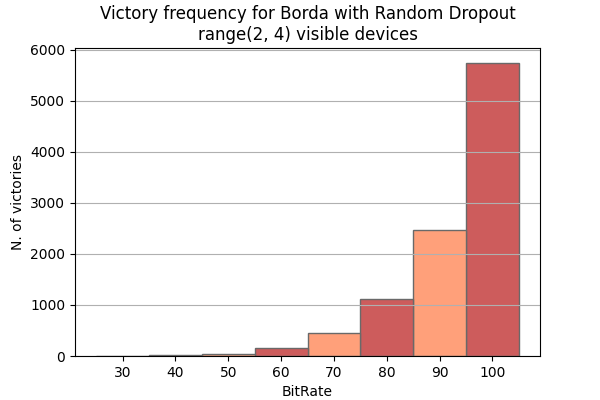 Victory frequency for Borda with Random Dropout
range(2, 4) visible devices
6000
5000
4000
3000
2000
1000
0
N. of victories
30 40 50 60 70 80 90 100
BitRate